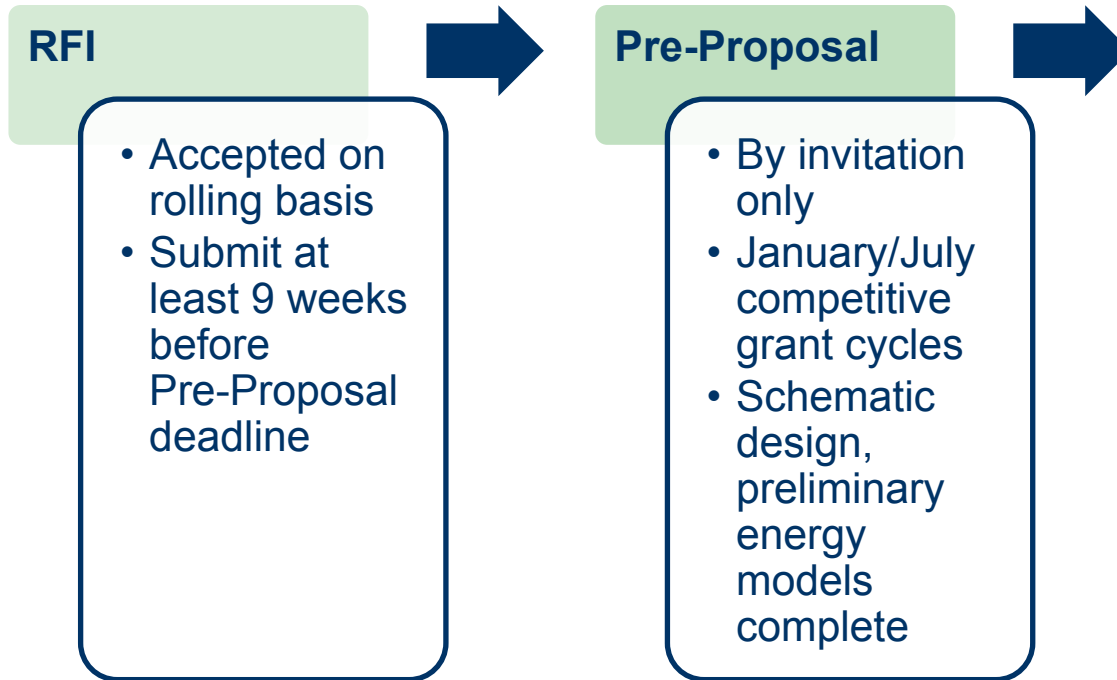 RFI
• Accepted on
rolling basis
• Submit at
least 9 weeks
before
Pre-Proposal
deadline
Pre-Proposal
• By invitation
only
• January/July
competitive
grant cycles
• Schematic
design,
preliminary
energy
models
complete